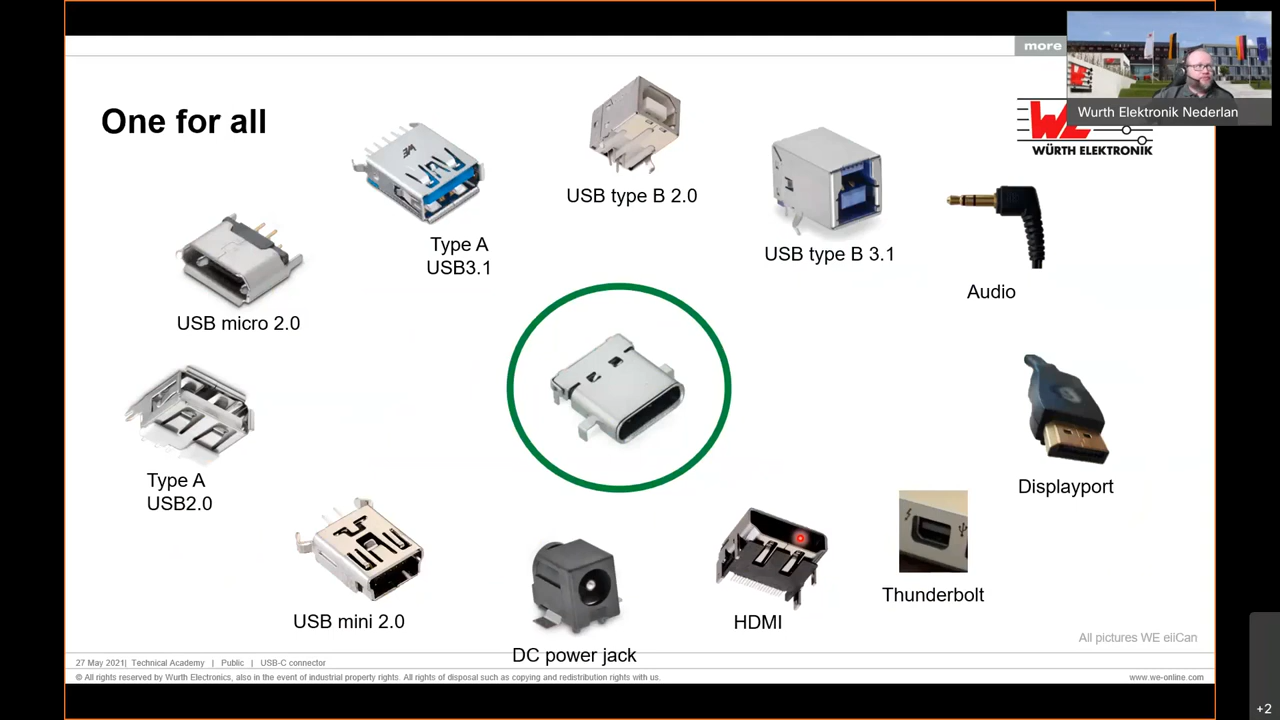 more
Wurth Elektronik Nederlan
WE
WÜRTH ELEKTRONIK
One for all
USB type B 2.0
Type A
USB3.1
USB type B 3.1
Audio
USB micro 2.0
Type A
USB2.0
Displayport
USB mini 2.0
DC power jack
HDMI
Thunderbolt
All pictures WE eiiCan
27 May 2021| Technical Academy | Public | USB-C connector
© All rights reserved by Wurth Electronics, also in the event of industrial property rights. All rights of disposal such as copying and redistribution rights with us.
www.we-online.com
+2